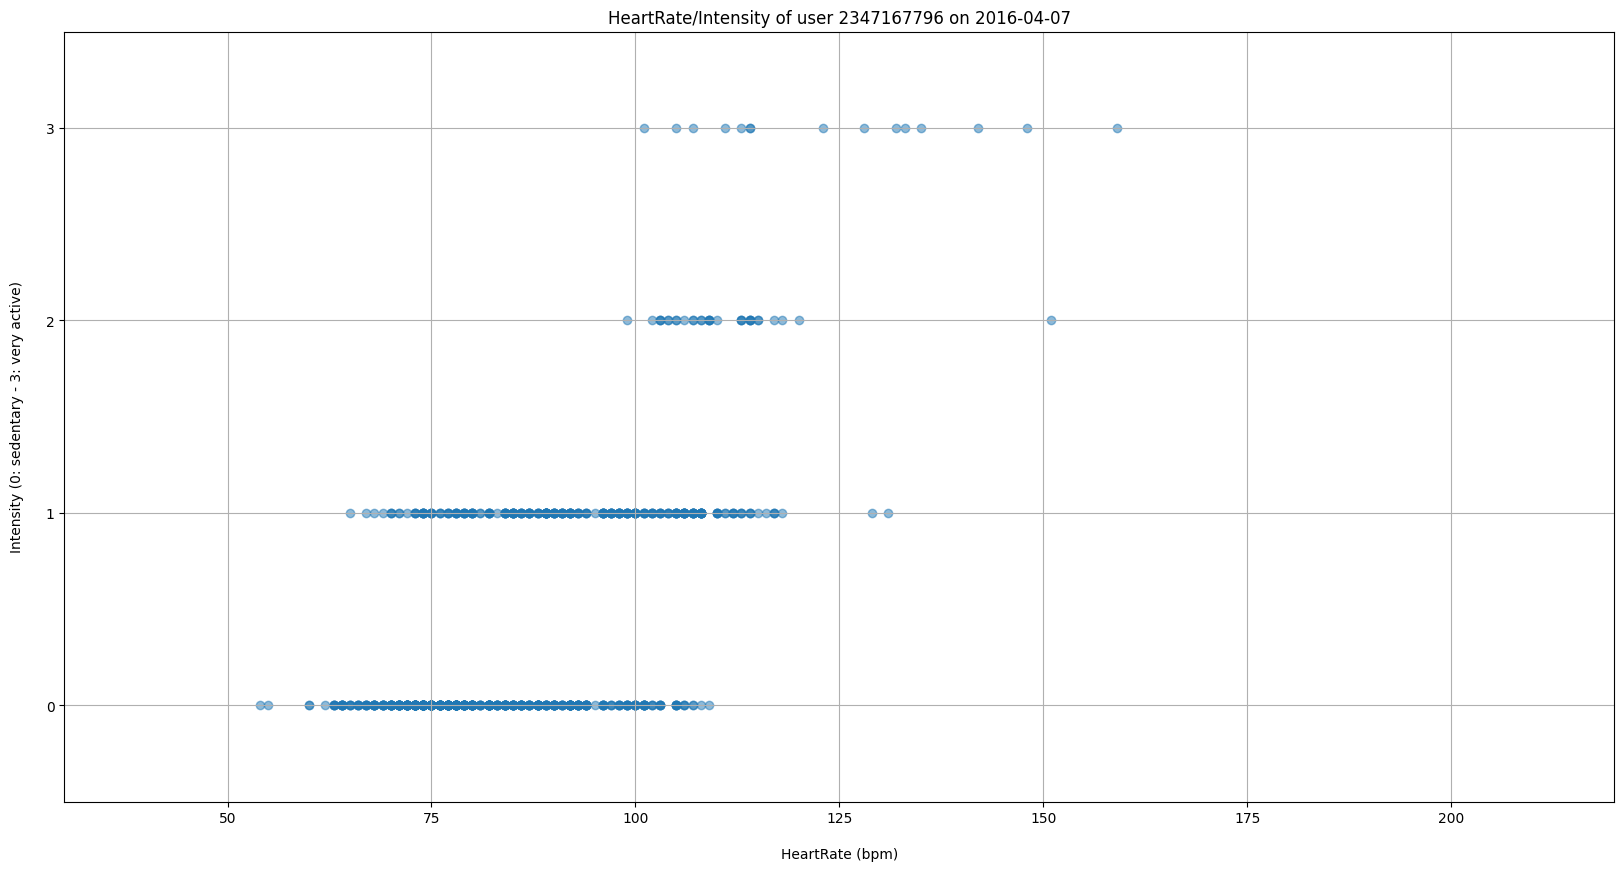 HeartRate/Intensity of user 2347167796 on 2016-04-07
Intensity (0: sedentary - 3: very active)
3
2
1
0
50 75 100 125 150 175 200
HeartRate (bpm)